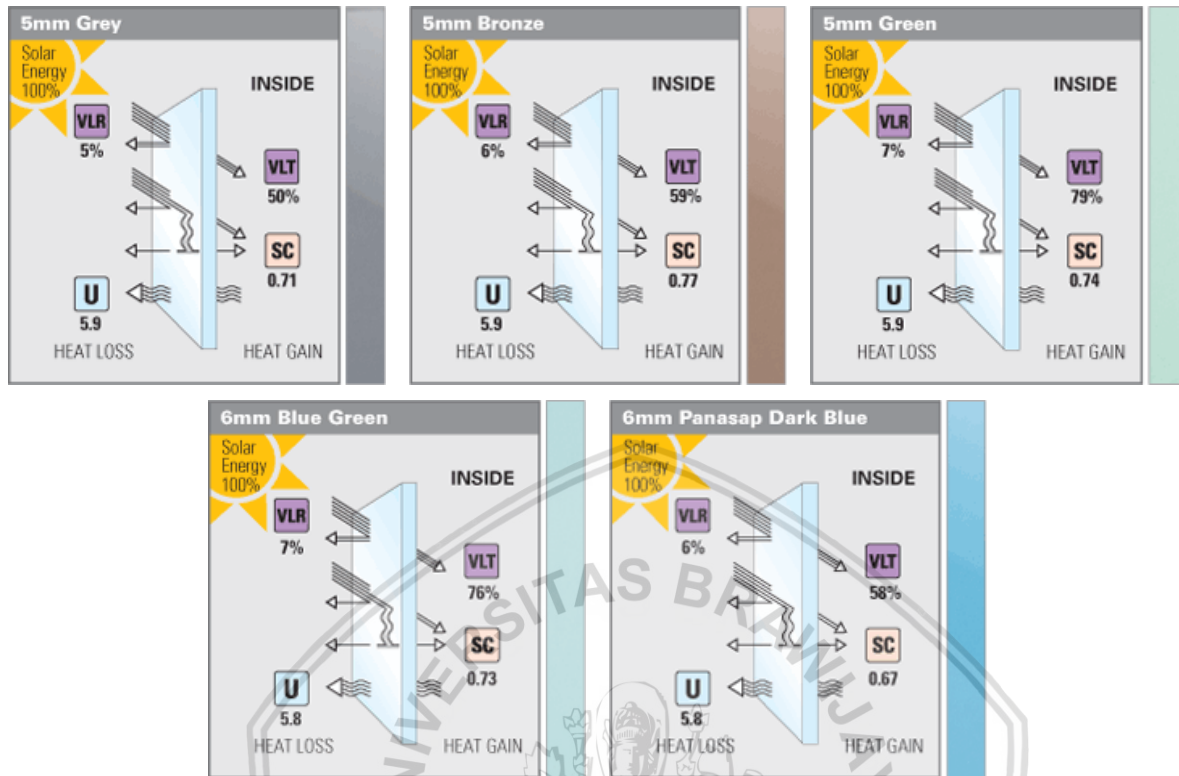 5mm Grey
Solar
Energy
100%
INSIDE
VLR
5%
VLT
50%
SC
0.71
U
5.9
HEAT LOSS
HEAT GAIN
5mm Bronze
Solar
Energy
100%
INSIDE
VLR
6%
VLT
59%
SC
0.77
U
5.9
HEAT LOSS
HEAT GAIN
5mm Green
Solar
Energy
100%
INSIDE
VLR
7%
VLT
79%
SC
0.74
U
5.9
HEAT LOSS
HEAT GAIN
6mm Blue Green
Solar
Energy
100%
INSIDE
VLR
7%
VLT
76%
SC
0.73
U
5.8
HEAT LOSS
HEAT GAIN
6mm Panasap Dark Blue
Solar
Energy
100%
INSIDE
VLR
6%
VLT
58%
SC
0.67
U
5.8
HEAT LOSS
HEAT GAIN